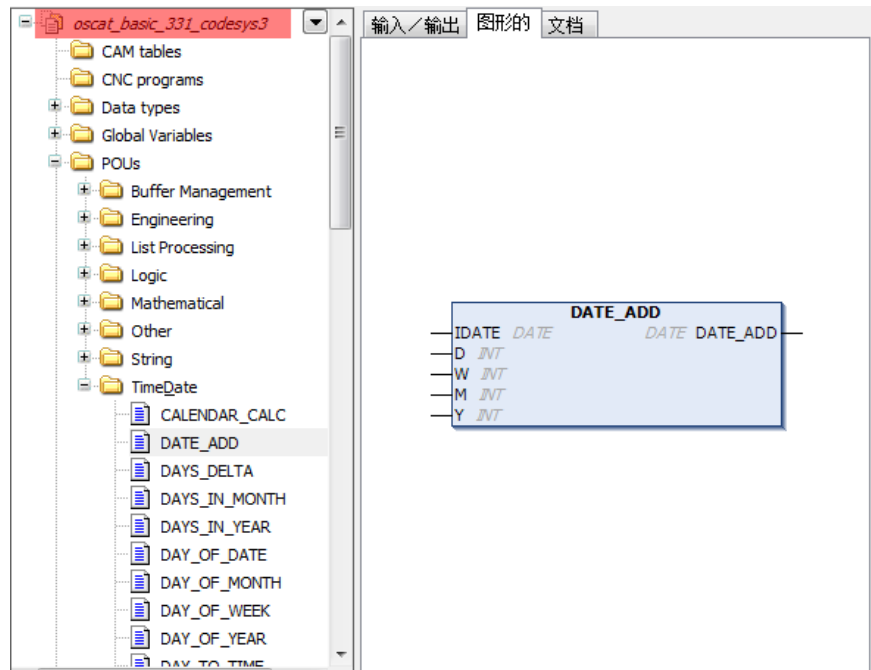 oscat_basic_331_codesys3
CAM tables
CNC programs
Data types
Global Variables
POUs
Buffer Management
Engineering
List Processing
Logic
Mathematical
Other
String
TimeDate
CALENDAR_CALC
DATE_ADD
DAYS_DELTA
DAYS_IN_MONTH
DAYS_IN_YEAR
DAY_OF_DATE
DAY_OF_MONTH
DAY_OF_WEEK
DAY_OF_YEAR
DAY_TO_TIME
输入／输出 图形的 文档
DATE_ADD
IDATE DATE DATE DATE_ADD
D INT
W INT
M INT
Y INT